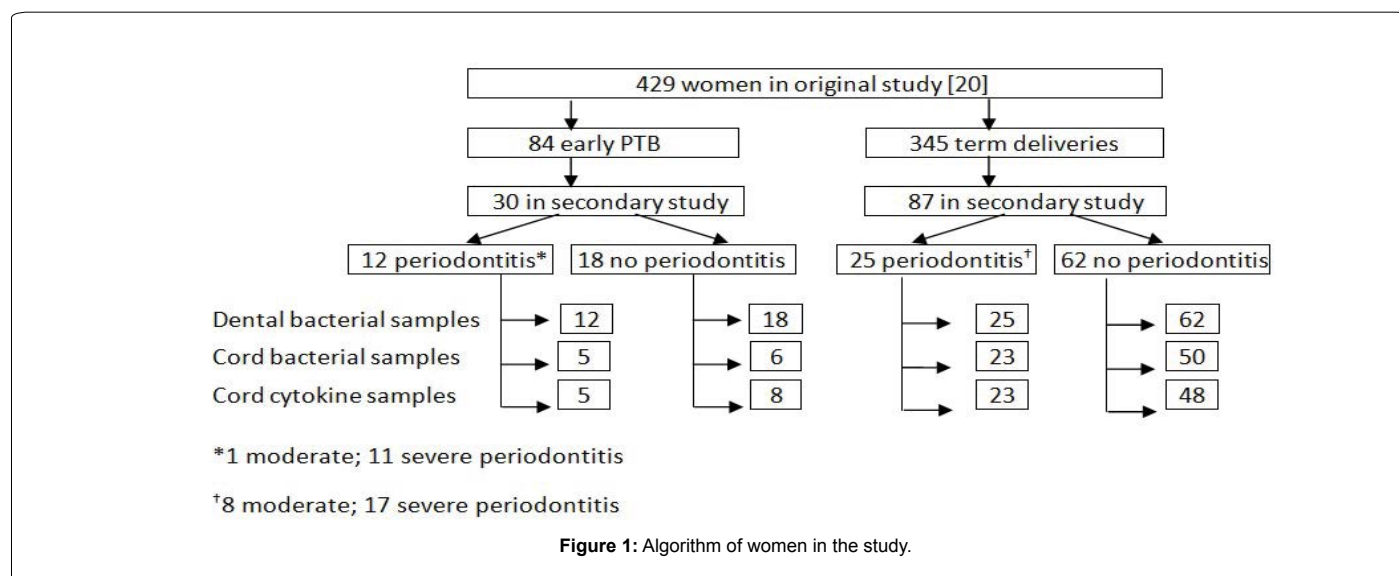 429 women in original study [20]
84 early PTB 345 term deliveries
30 in secondary study 87 in secondary study
12 periodontitis* 18 no periodontitis 25 periodontitis† 62 no periodontitis
Dental bacterial samples 12 18 25 62
Cord bacterial samples 5 6 23 50
Cord cytokine samples 5 8 23 48
*1 moderate; 11 severe periodontitis
†8 moderate; 17 severe periodontitis
Figure 1: Algorithm of women in the study.